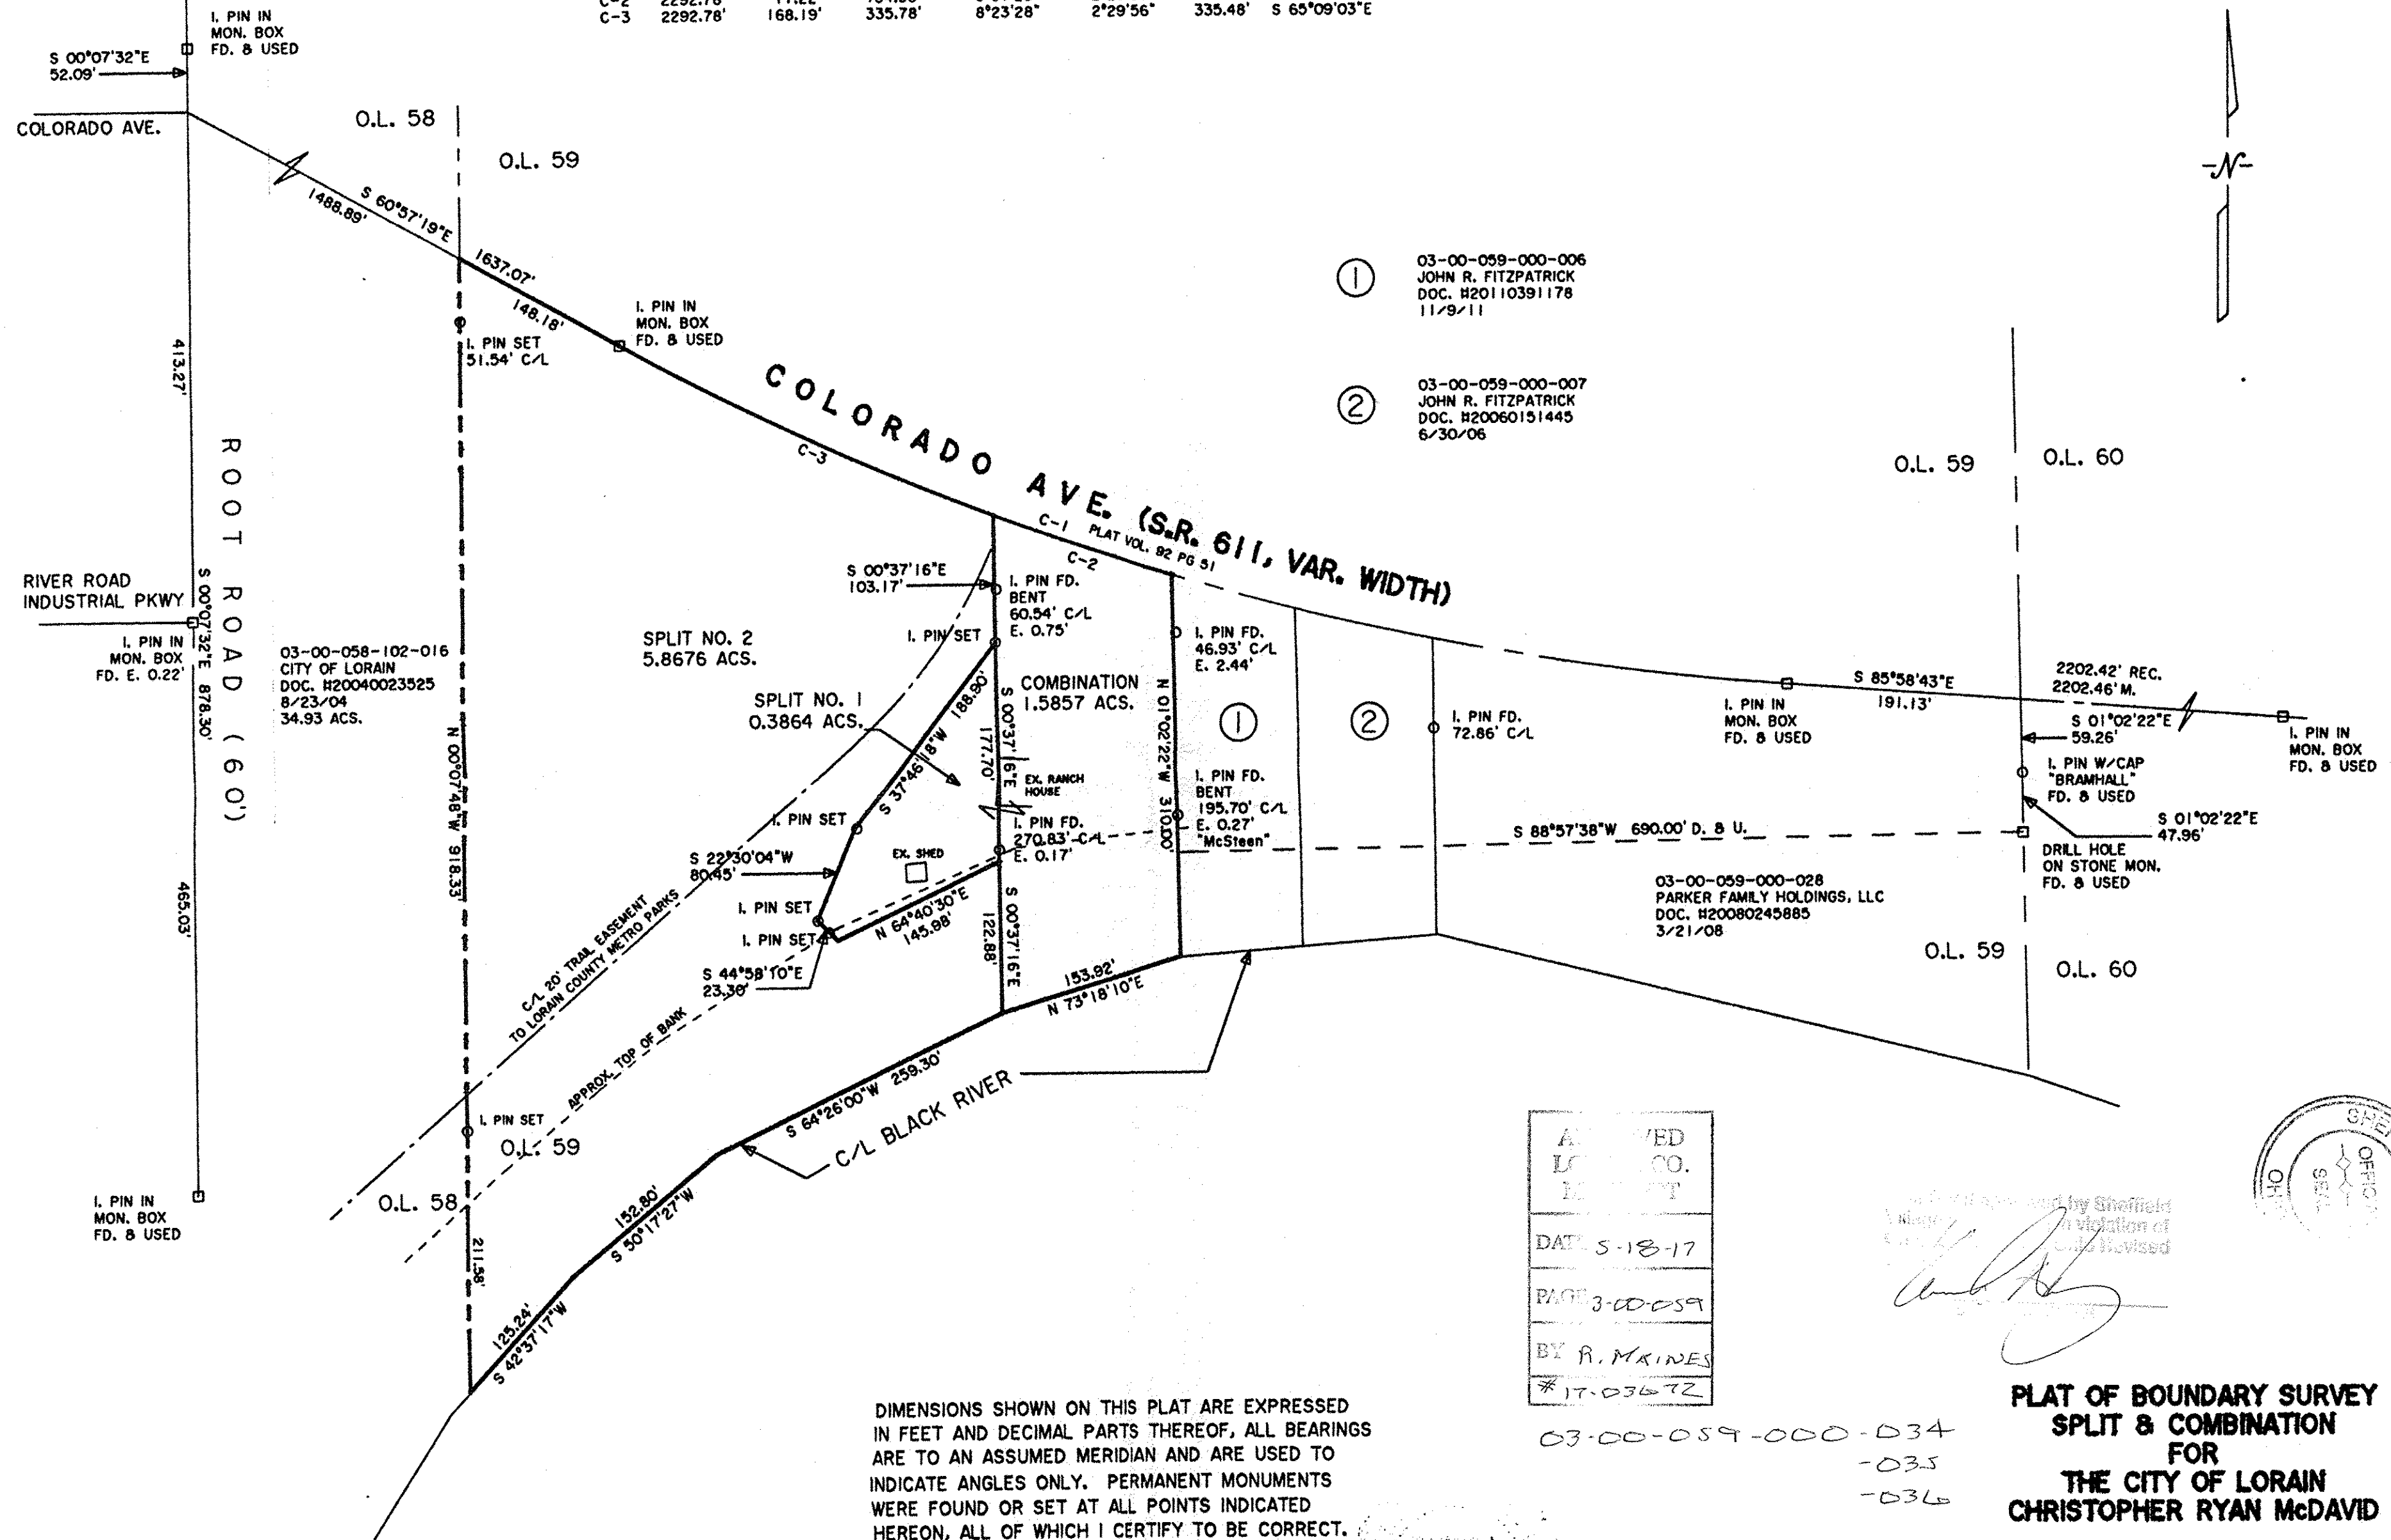 C-3 2292.78' 168.19' 335.78' 8°23'28" 2°29'56" 335.48' S 65°09'03"E
I. PIN IN
MON. BOX
FD. & USED
S 00°07'32"E
52.09'
COLORADO AVE.
O.L. 58
O.L. 59
S 60°57'19"E
1488.89'
1637.07'
148.18'
I. PIN IN
MON. BOX
FD. & USED
I. PIN SET
51.54' C/L
413.27'
ROOT ROAD (60')
COLORADO AVE. (S.R. 611, VAR. WIDTH)
C-3
C-1 PLAT VOL. 92 PG 51
C-2
-N-
1
03-00-059-000-006
JOHN R. FITZPATRICK
DOC. #20110391178
11/9/11
2
03-00-059-000-007
JOHN R. FITZPATRICK
DOC. #20060151445
6/30/06
O.L. 59
O.L. 60
RIVER ROAD
INDUSTRIAL PKWY
I. PIN IN
MON. BOX
FD. E. 0.22'
S 00°07'32"E 878.30'
03-00-058-102-016
CITY OF LORAIN
DOC. #20040023525
8/23/04
34.93 ACS.
465.03'
N 00°07'48"W 918.33'
SPLIT NO. 2
5.8676 ACS.
SPLIT NO. 1
0.3864 ACS.
S 00°37'16"E
103.17'
I. PIN FD.
BENT
60.54' C/L
E. 0.75'
I. PIN SET
COMBINATION
1.5857 ACS.
188.90'
S 37°46'18"W
S 00°37'16"E
177.70'
EX. RANCH
HOUSE
I. PIN FD.
270.83' C/L
E. 0.17'
N 01°02'22"W 310.00'
I. PIN FD.
46.93' C/L
E. 2.44'
I. PIN FD.
BENT
195.70' C/L
E. 0.27'
"McSteen"
1
2
I. PIN FD.
72.86' C/L
I. PIN IN
MON. BOX
FD. & USED
S 85°58'43"E
191.13'
2202.42' REC.
2202.46' M.
S 01°02'22"E
59.26'
I. PIN IN
MON. BOX
FD. & USED
I. PIN W/CAP
"BRAMHALL"
FD. & USED
S 01°02'22"E
47.96'
DRILL HOLE
ON STONE MON.
FD. & USED
S 88°57'38"W 690.00' D. & U.
03-00-059-000-028
PARKER FAMILY HOLDINGS, LLC
DOC. #20080245885
3/21/08
O.L. 59
O.L. 60
I. PIN SET
S 22°30'04"W
80.45'
EX. SHED
I. PIN SET
I. PIN SET
N 64°40'30"E
145.98'
S 44°58'10"E
23.30'
S 00°37'16"E
122.88'
153.92'
N 73°18'10"E
C/L 20' TRAIL EASEMENT
TO LORAIN COUNTY METRO PARKS
APPROX. TOP OF BANK
I. PIN SET
O.L. 59
O.L. 58
S 64°26'00"W 259.30'
C/L BLACK RIVER
152.80'
S 50°17'27"W
211.58'
125.24'
S 42°37'17"W
I. PIN IN
MON. BOX
FD. & USED
CO.
DAT 5-18-17
PAGE 3-00-059
BY R. MAINES
# 17-03672
03-00-059-000-034
-035
-036
by Sheffield
violation of
Revised
OFFIC
SEAL
DIMENSIONS SHOWN ON THIS PLAT ARE EXPRESSED
IN FEET AND DECIMAL PARTS THEREOF, ALL BEARINGS
ARE TO AN ASSUMED MERIDIAN AND ARE USED TO
INDICATE ANGLES ONLY. PERMANENT MONUMENTS
WERE FOUND OR SET AT ALL POINTS INDICATED
HEREON, ALL OF WHICH I CERTIFY TO BE CORRECT.
PLAT OF BOUNDARY SURVEY
SPLIT & COMBINATION
FOR
THE CITY OF LORAIN
CHRISTOPHER RYAN McDAVID